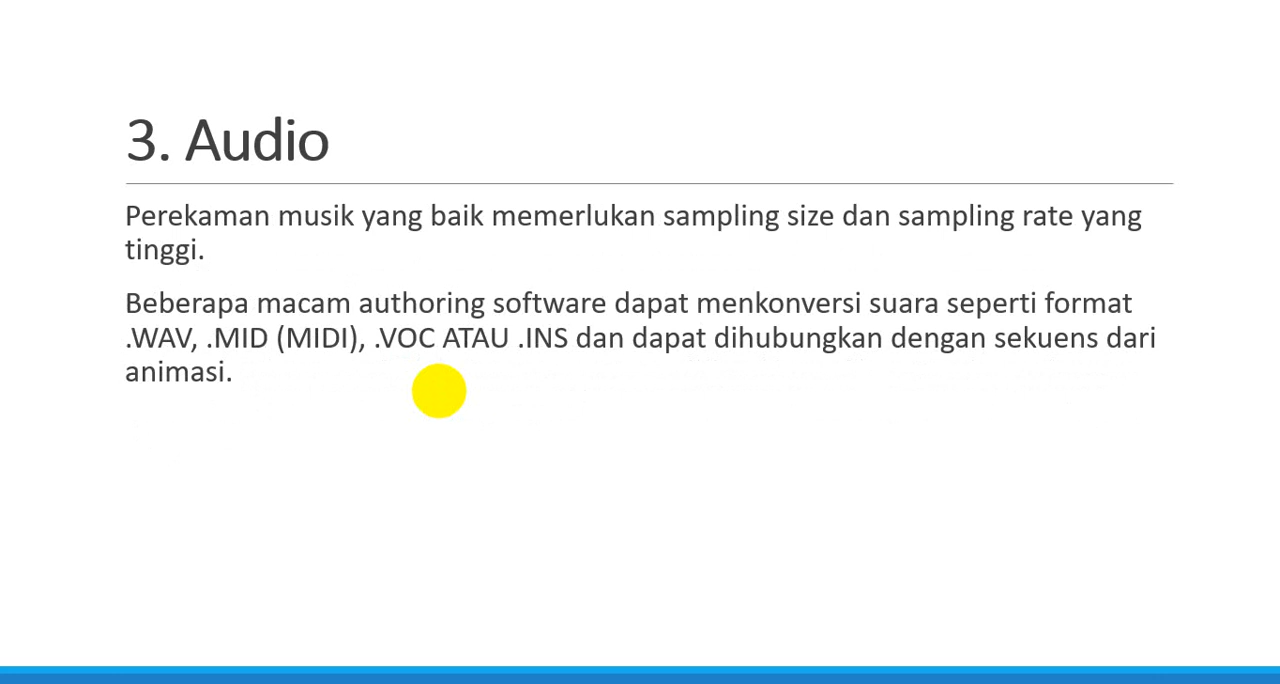 3. Audio
Perekaman musik yang baik memerlukan sampling size dan sampling rate yang
tinggi.
Beberapa macam authoring software dapat menkonversi suara seperti format
.WAV, .MID (MIDI), .VOC ATAU .INS dan dapat dihubungkan dengan sekuens dari
animasi.